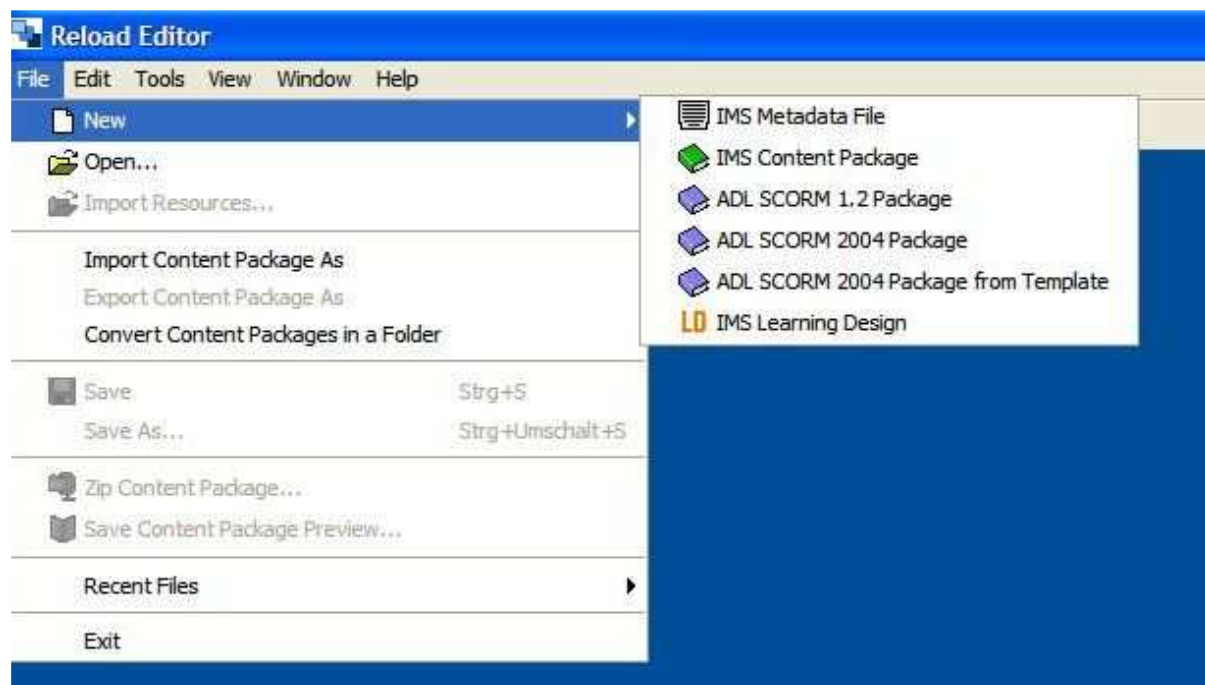 Reload Editor
File Edit Tools View Window Help
New
Open...
Import Resources...
Import Content Package As
Export Content Package As
Convert Content Packages in a Folder
Save Strg+S
Save As... Strg+Umschalt+S
Zip Content Package...
Save Content Package Preview...
Recent Files
Exit
IMS Metadata File
IMS Content Package
ADL SCORM 1.2 Package
ADL SCORM 2004 Package
ADL SCORM 2004 Package from Template
LD IMS Learning Design